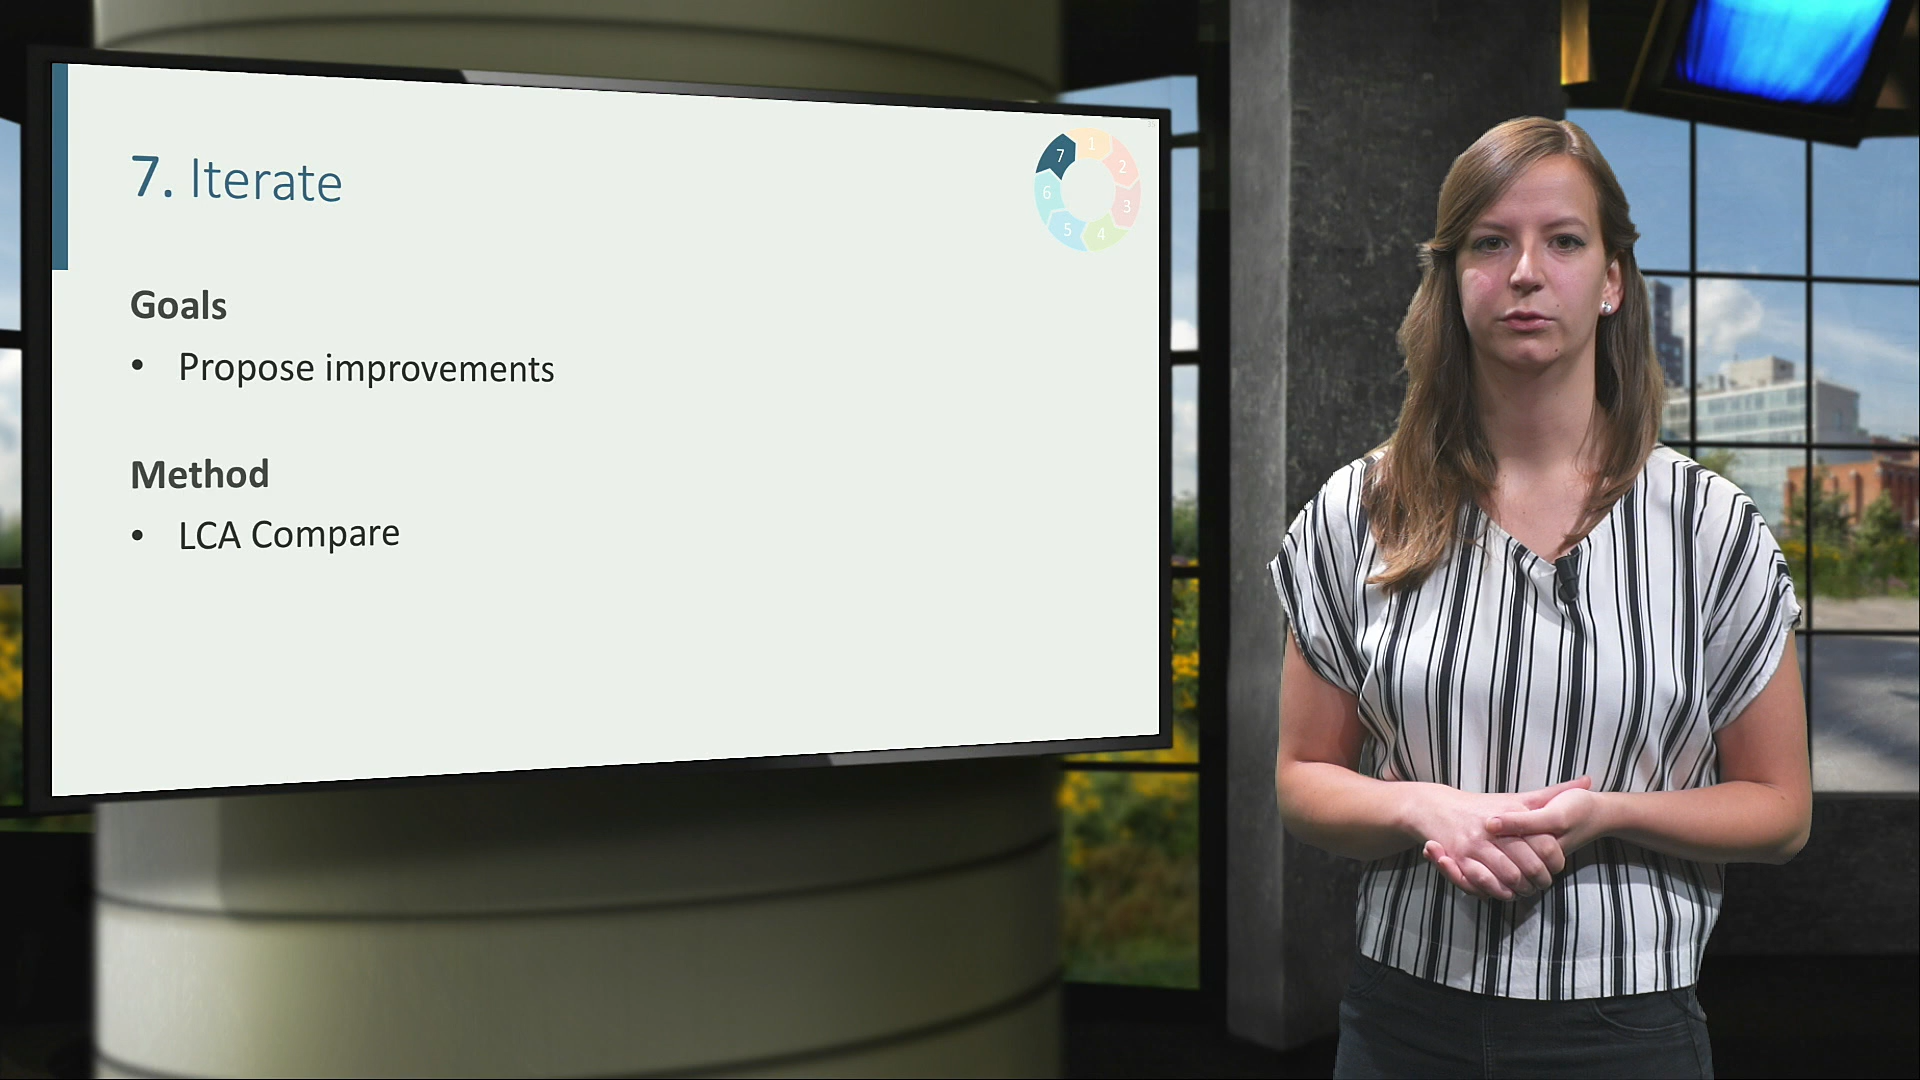 7. Iterate
1
2
3
4
5
6
7
Goals
• Propose improvements
Method
• LCA Compare